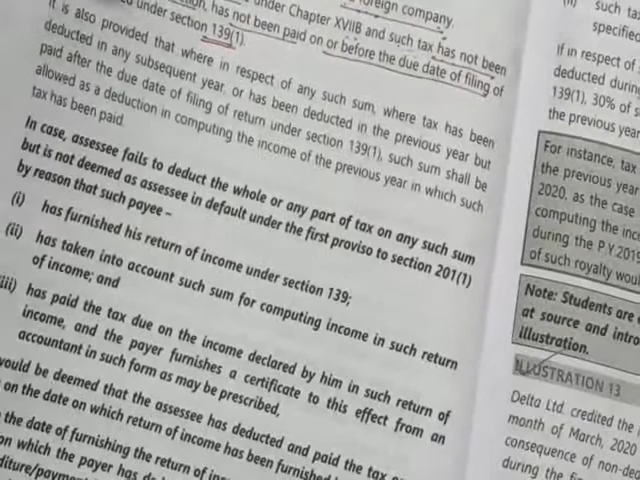 foreign company.
under Chapter XVIIB and such tax has not been
has not been paid on or before the due date of filing of
under section 139(1).
It is also provided that where in respect of any such sum, where tax has been
deducted in any subsequent year, or has been deducted in the previous year but
paid after the due date of filing of return under section 139(1), such sum shall be
allowed as a deduction in computing the income of the previous year in which such
tax has been paid.
In case, assessee fails to deduct the whole or any part of tax on any such sum
but is not deemed as assessee in default under the first proviso to section 201(1)
by reason that such payee –
(i) has furnished his return of income under section 139;
(ii) has taken into account such sum for computing income in such return
of income; and
(iii) has paid the tax due on the income declared by him in such return of
income, and the payer furnishes a certificate to this effect from an
accountant in such form as may be prescribed,
would be deemed that the assessee has deducted and paid the tax
on the date on which return of income has been furnished
the date of furnishing the return of
on which the payer has
such tax
specified
If in respect of
deducted during
139(1), 30% of
the previous year
For instance, tax
the previous year
2020, as the case
computing the
during the P.Y.2019
of such royalty
Note: Students are
at source and
illustration.
ILLUSTRATION 13
Delta Ltd. credited the
month of March, 2020
consequence of
during the